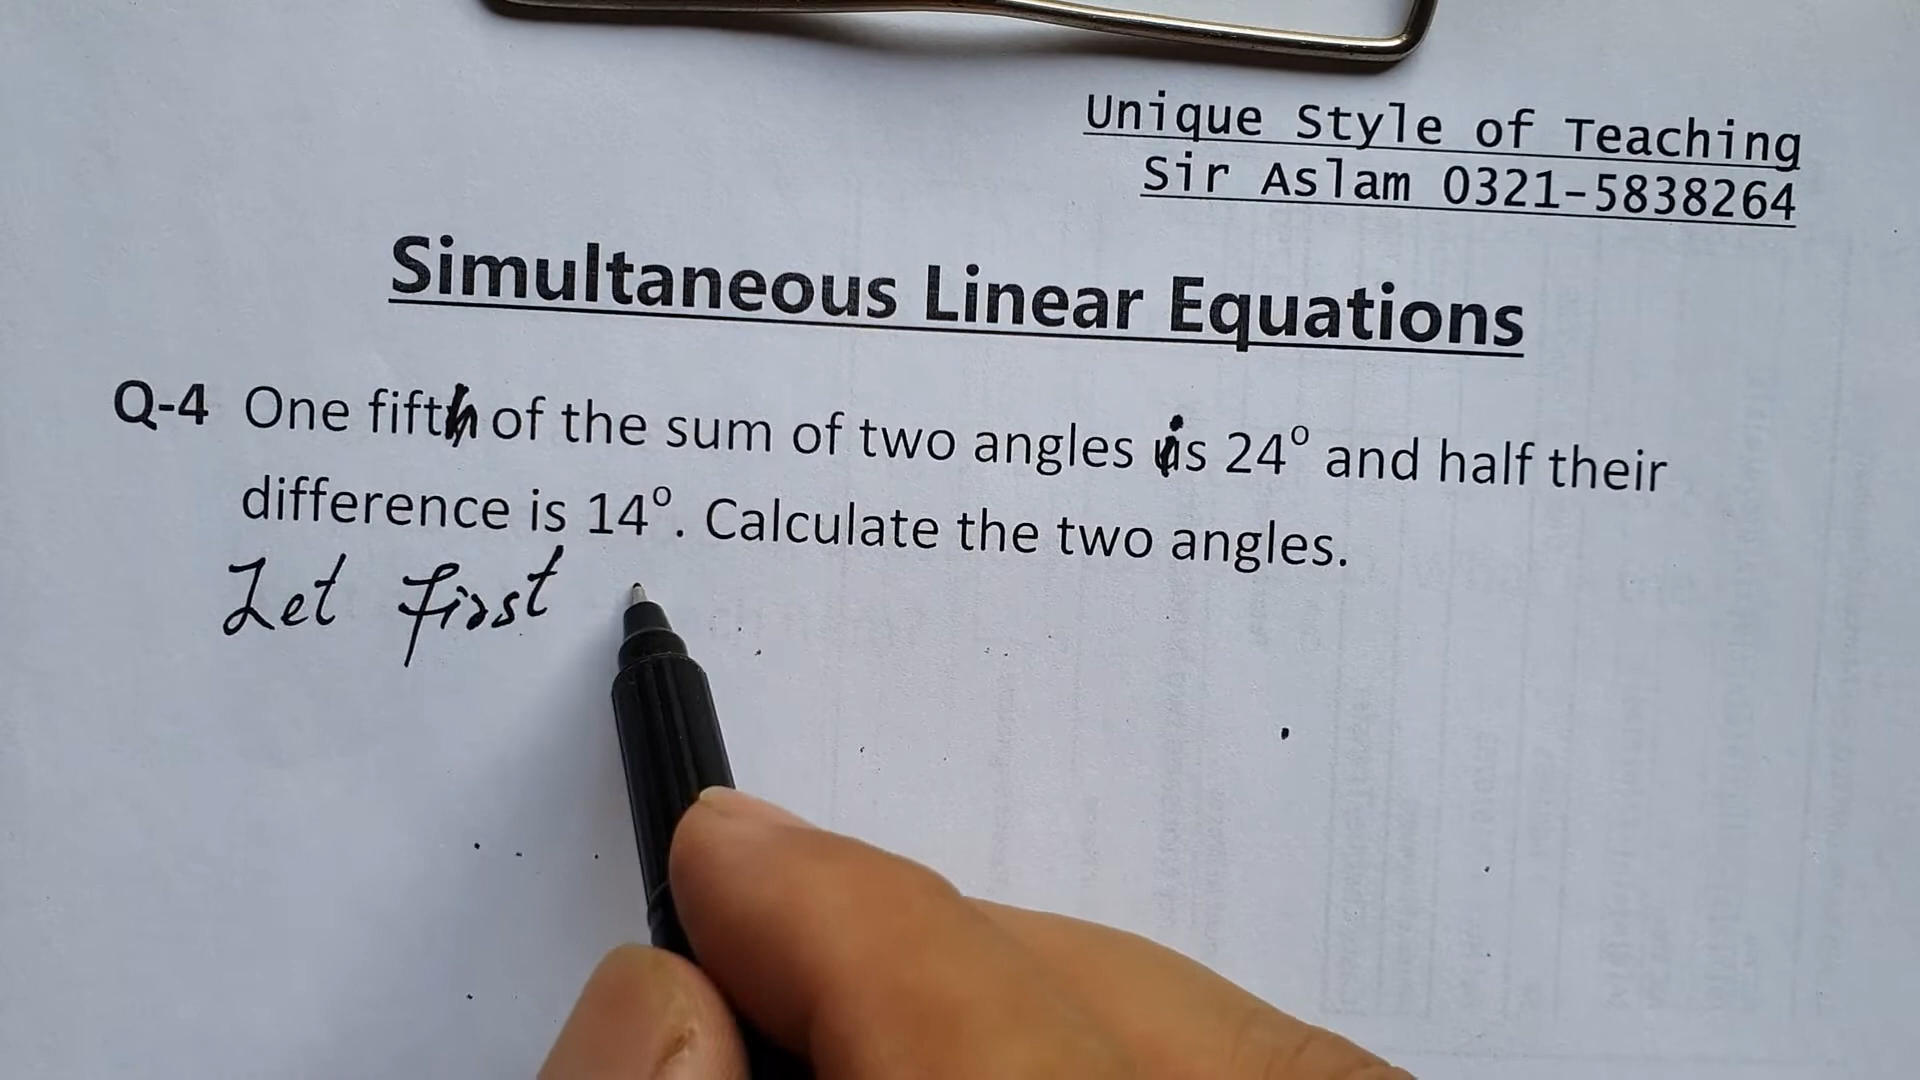 Unique Style of Teaching
Sir Aslam 0321-5838264
Simultaneous Linear Equations
Q-4 One fifth of the sum of two angles is 24° and half their
difference is 14°. Calculate the two angles.
Let first